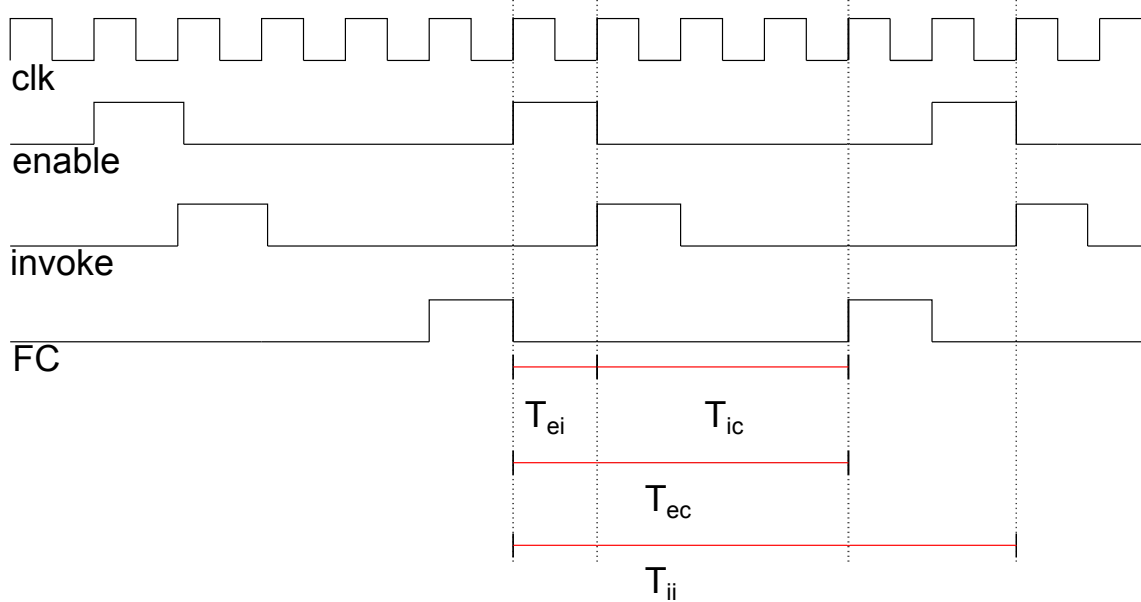 clk
enable
invoke
FC
T_ei T_ic
T_ec
T_ii